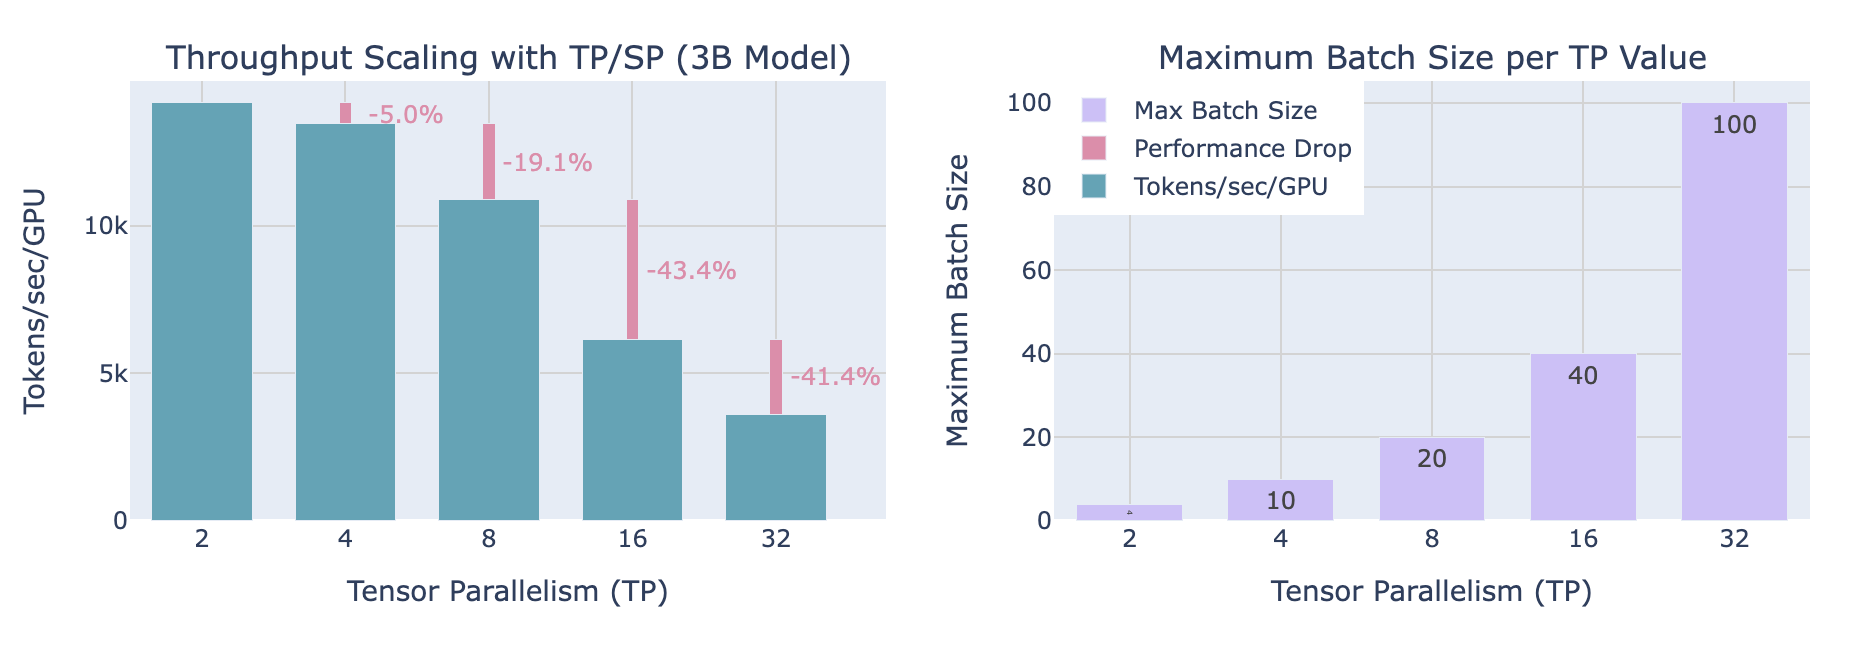 Throughput Scaling with TP/SP (3B Model)
Tokens/sec/GPU
10k
5k
0
-5.0%
-19.1%
-43.4%
-41.4%
2 4 8 16 32
Tensor Parallelism (TP)
Maximum Batch Size per TP Value
Maximum Batch Size
100
80
60
40
20
0
Max Batch Size
Performance Drop
Tokens/sec/GPU
4
10
20
40
100
2 4 8 16 32
Tensor Parallelism (TP)